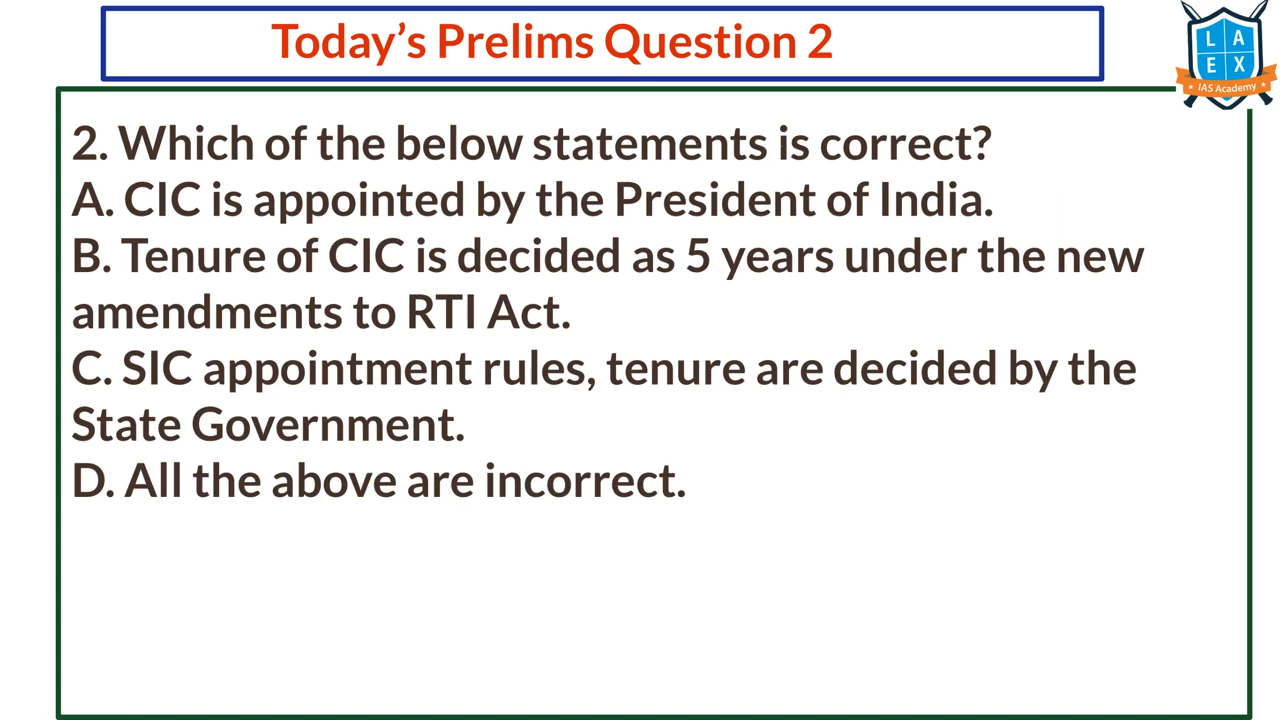 Today’s Prelims Question 2
L A
E X
IAS Academy
2. Which of the below statements is correct?
A. CIC is appointed by the President of India.
B. Tenure of CIC is decided as 5 years under the new
amendments to RTI Act.
C. SIC appointment rules, tenure are decided by the
State Government.
D. All the above are incorrect.